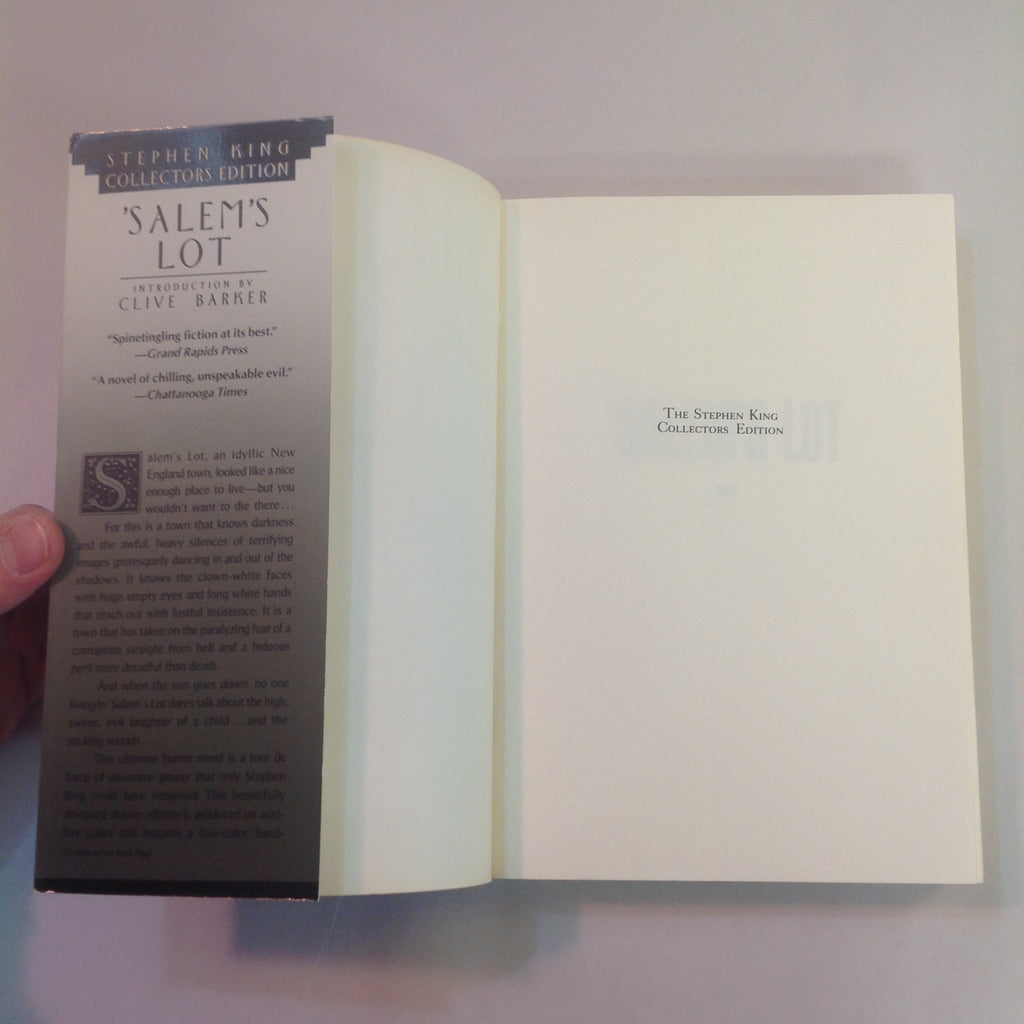 STEPHEN KING
COLLECTORS EDITION
'SALEM'S
LOT
INTRODUCTION BY
CLIVE BARKER
“Spinetingling fiction at its best.”
—Grand Rapids Press
“A novel of chilling, unspeakable evil.”
—Chattanooga Times
Salem's Lot, an idyllic New
England town, looked like a nice
enough place to live—but you
wouldn't want to die there...
For this is a town that knows darkness
and the awful, heavy silences of terrifying
images grotesquely dancing in and out of the
shadows. It knows the clown-white faces
with huge empty eyes and long white hands
that reach out with lustful insistence. It is a
town that has taken on the paralyzing fear of a
corruption straight from hell and a hideous
peril more dreadful than death.
And when the sun goes down, no one
living in 'Salem's Lot dares talk about the high,
sweet, evil laughter of a child...and the
sucking sounds...
This ultimate horror novel is a tour de
force of awesome power that only Stephen
King could have imagined. This beautifully
designed deluxe edition is produced on acid-
free paper and features a four-color, hand-
The Stephen King
Collectors Edition